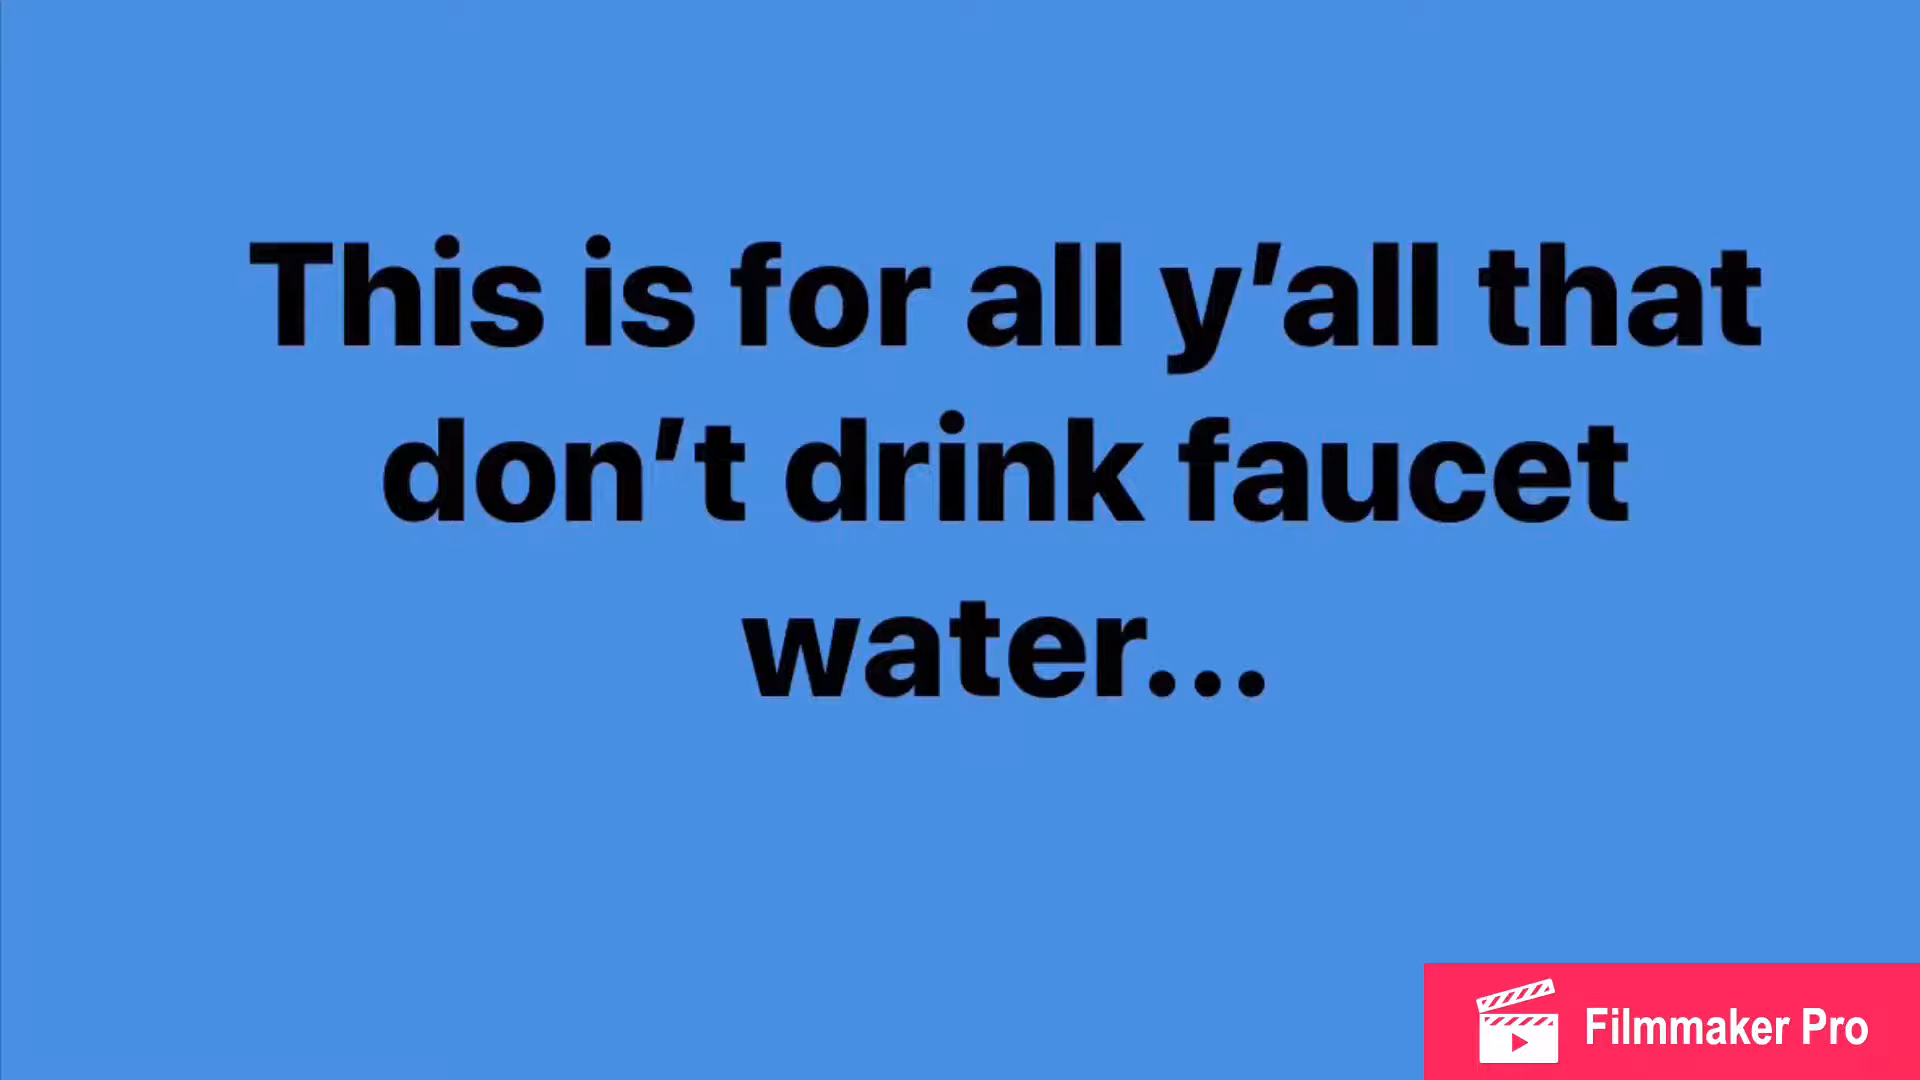 This is for all y’all that
don’t drink faucet
water...
Filmmaker Pro